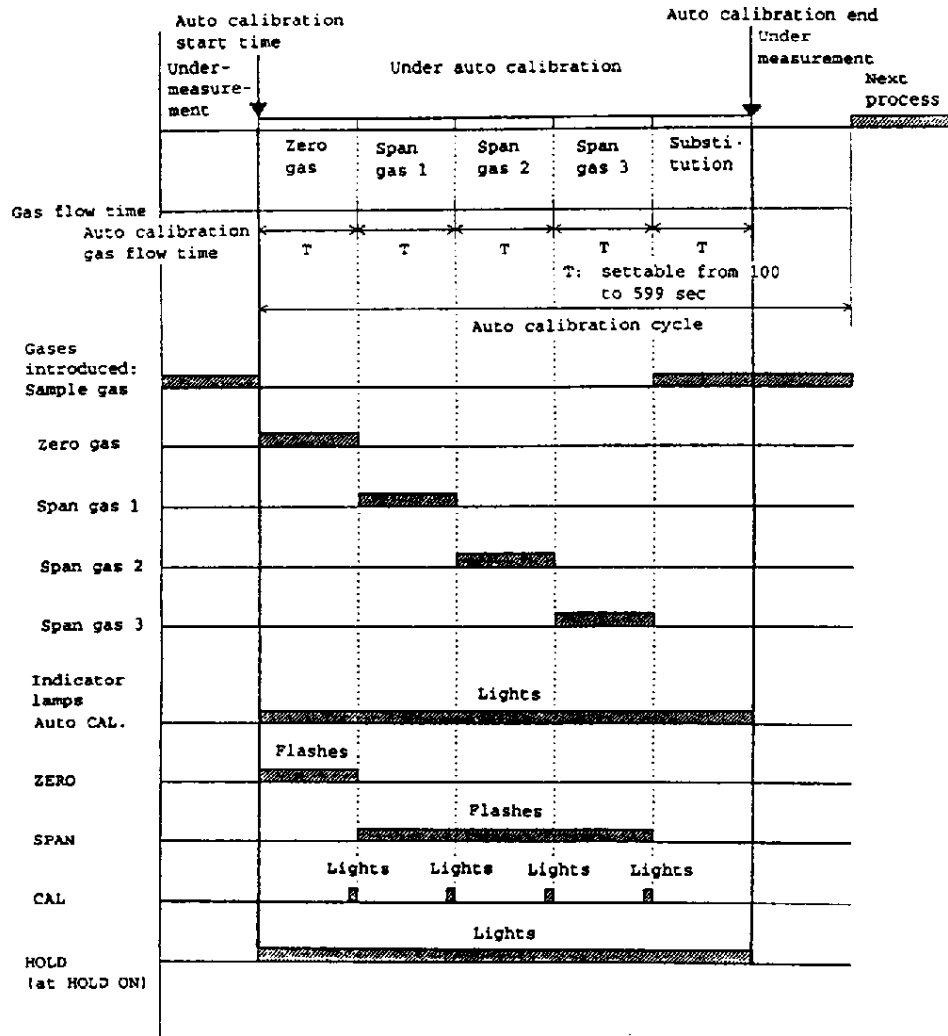 Auto calibration
start time
Auto calibration end
Under-
measure-
ment
Under auto calibration
Under
measurement
Next
process
Zero
gas
Span
gas 1
Span
gas 2
Span
gas 3
Substi-
tution
Gas flow time
Auto calibration
gas flow time
T T T T T
T: settable from 100
to 599 sec
Auto calibration cycle
Gases
introduced:
Sample gas
Zero gas
Span gas 1
Span gas 2
Span gas 3
Indicator
lamps
Auto CAL.
Lights
Flashes
ZERO
Flashes
SPAN
Lights Lights Lights Lights
CAL
Lights
HOLD
(at HOLD ON)